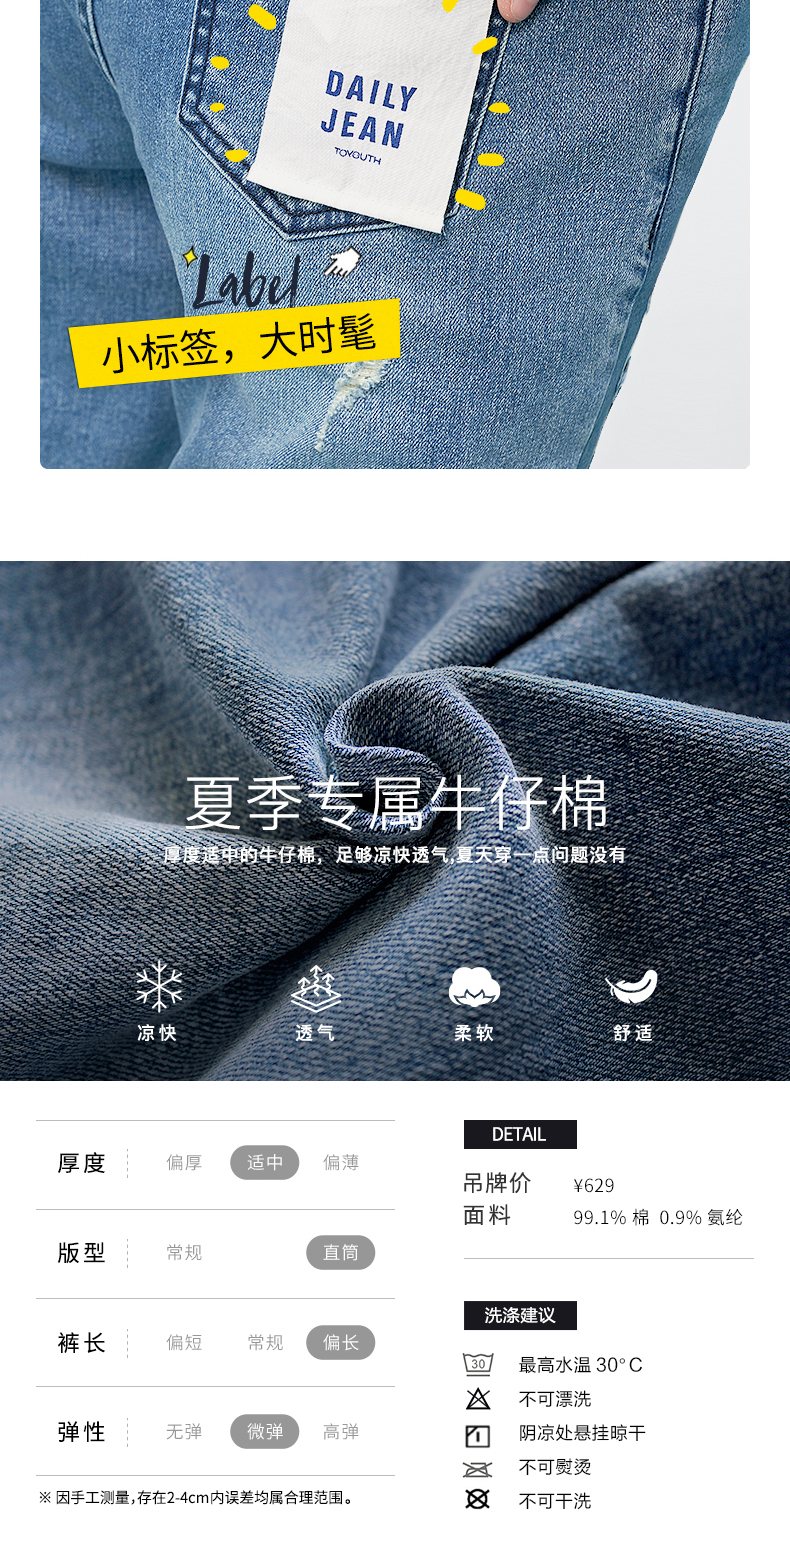 DAILY
JEAN
TOYOUTH
Label
小标签，大时髦
夏季专属牛仔棉
厚度适中的牛仔棉，足够凉快透气,夏天穿一点问题没有
凉快 透气 柔软 舒适
厚度 偏厚 适中 偏薄
版型 常规 直筒
裤长 偏短 常规 偏长
弹性 无弹 微弹 高弹
※ 因手工测量,存在2-4cm内误差均属合理范围。
DETAIL
吊牌价 ¥629
面料 99.1% 棉 0.9% 氨纶
洗涤建议
30 最高水温 30°C
不可漂洗
阴凉处悬挂晾干
不可熨烫
不可干洗